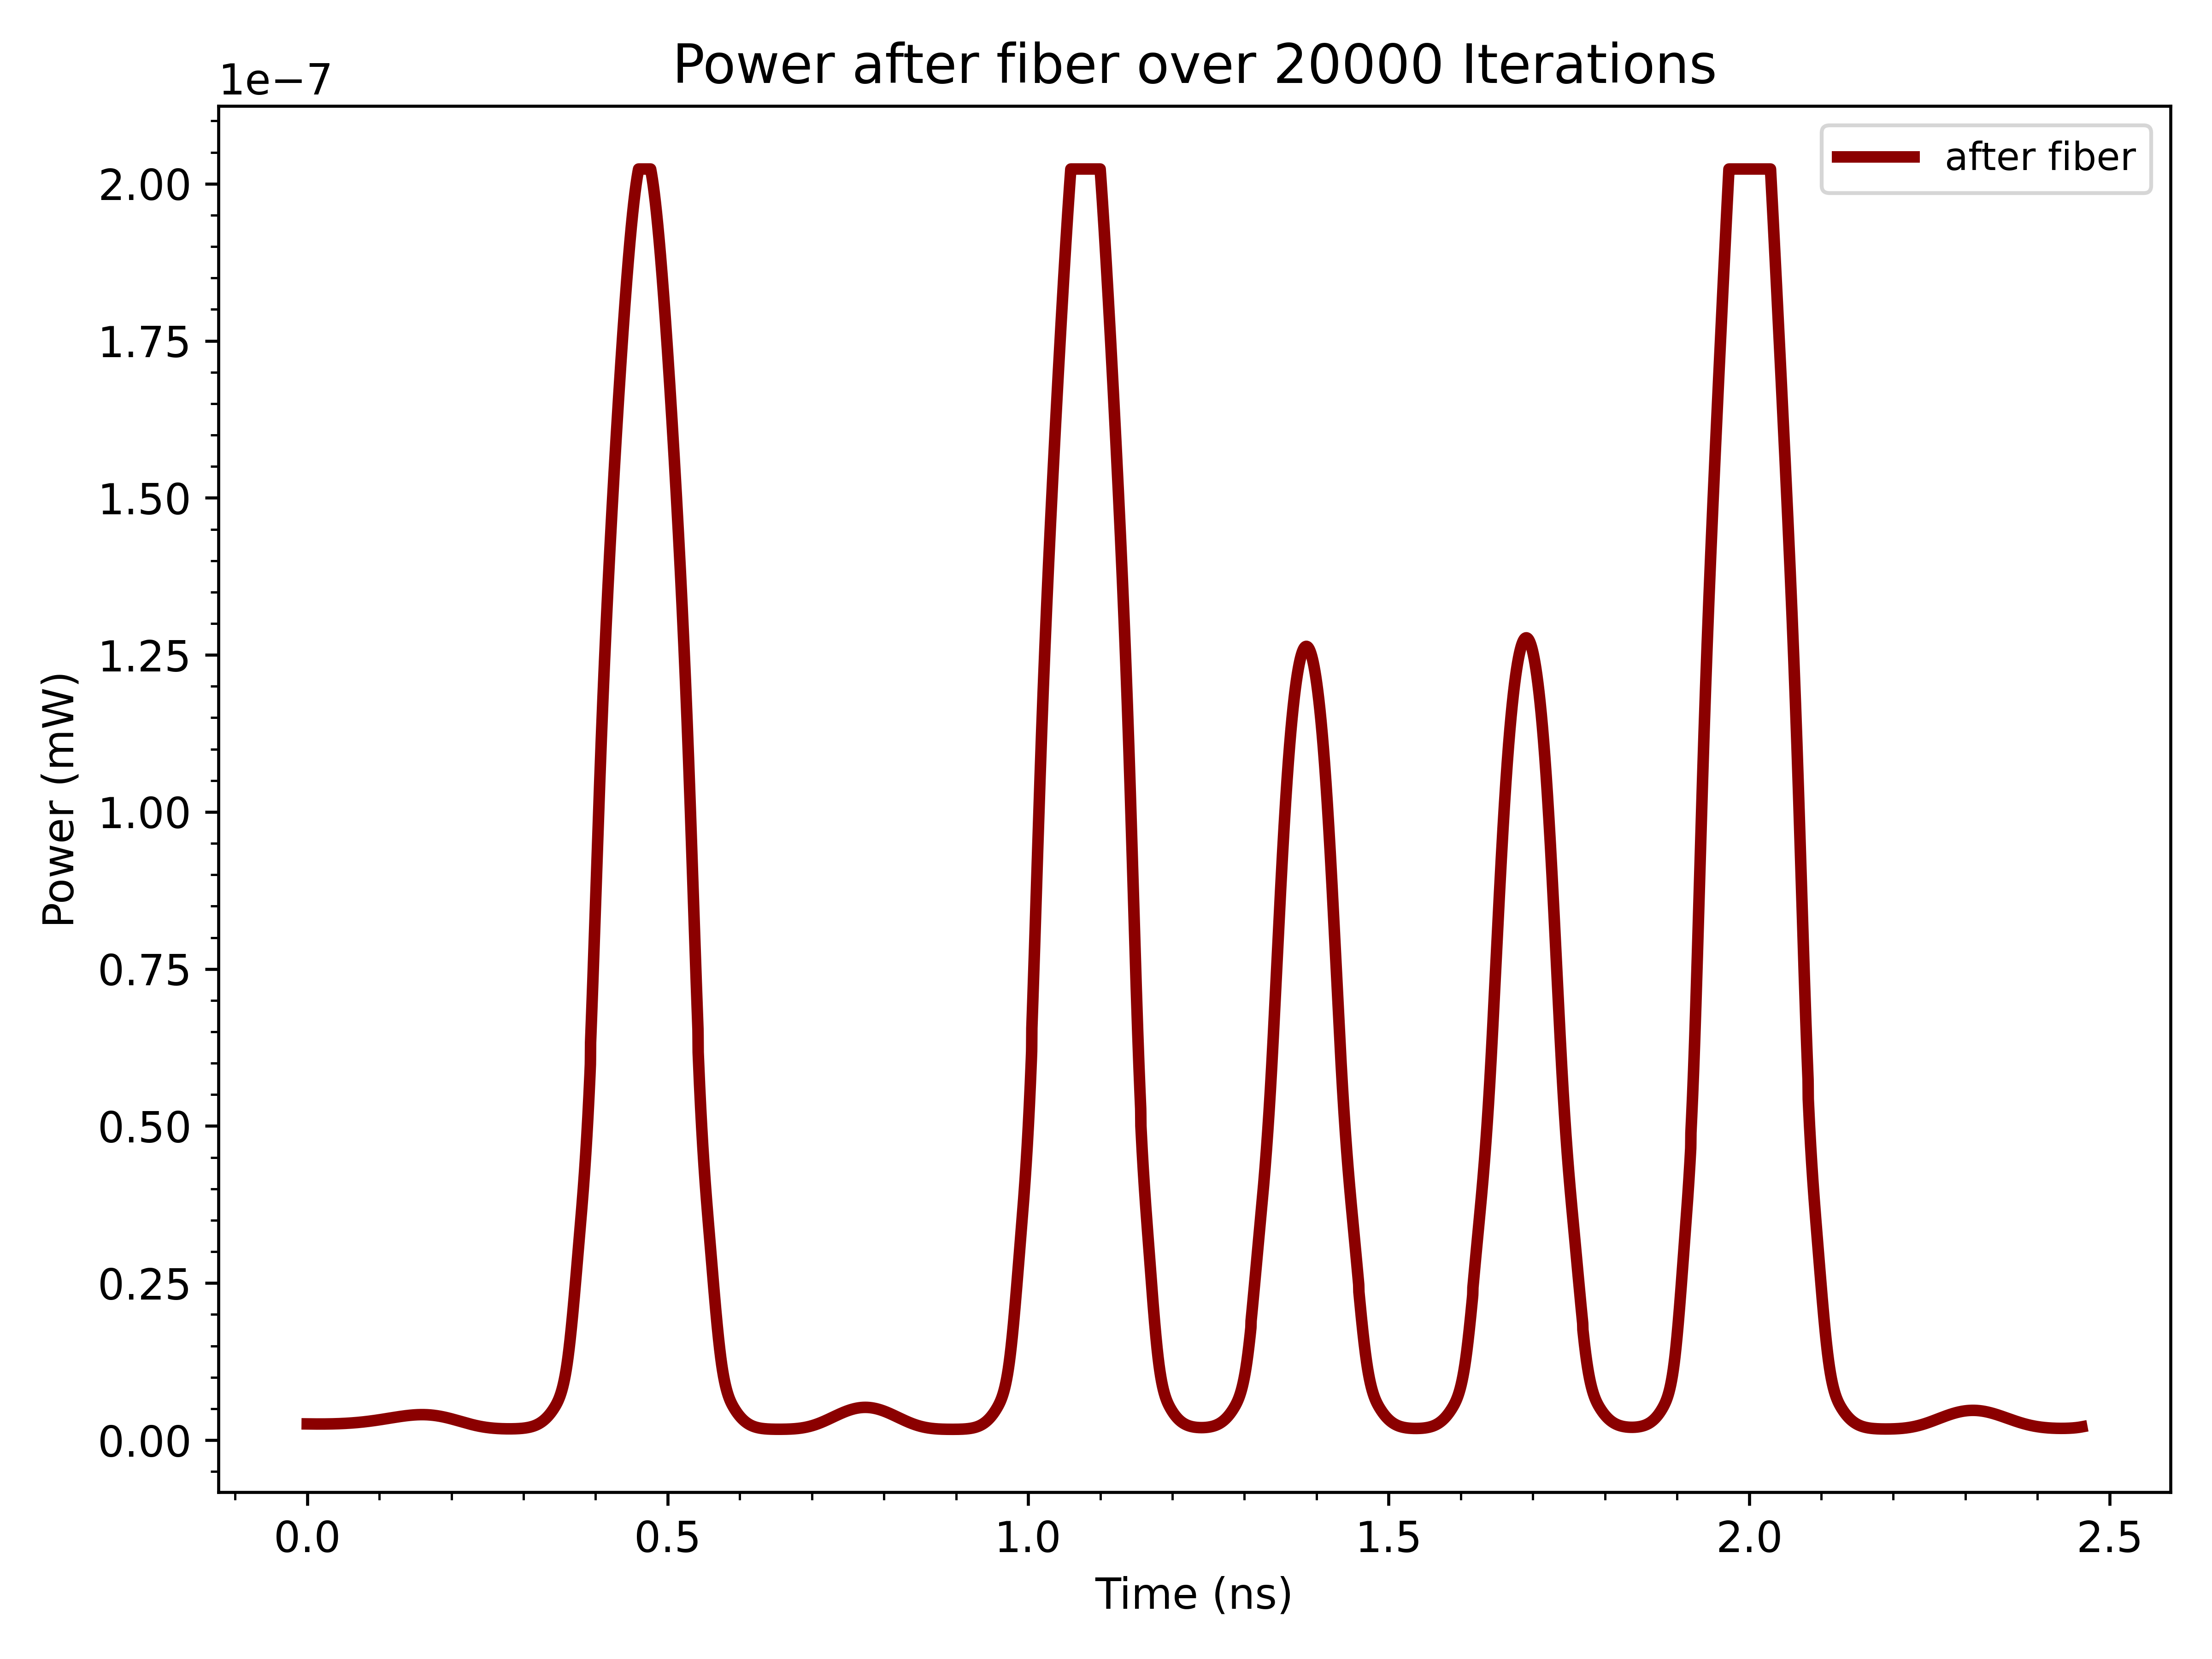 Power after fiber over 20000 Iterations
1e−7
after fiber
2.00
1.75
1.50
1.25
1.00
0.75
0.50
0.25
0.00
Power (mW)
0.0 0.5 1.0 1.5 2.0 2.5
Time (ns)